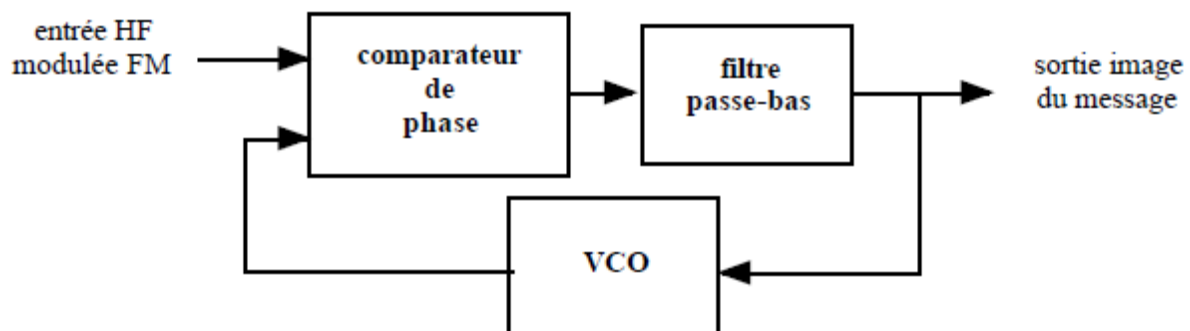 entrée HF
modulée FM
comparateur
de
phase
filtre
passe-bas
sortie image
du message
VCO